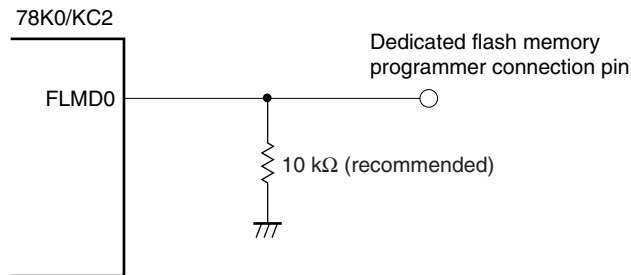 78K0/KC2
Dedicated flash memory
programmer connection pin
FLMD0
10 kΩ (recommended)